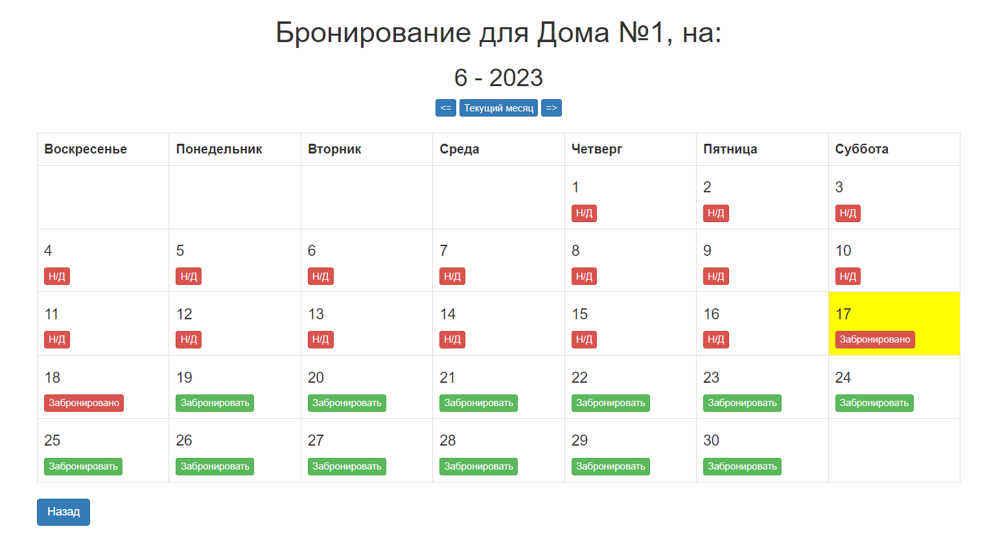 Бронирование для Дома №1, на:
6 - 2023
<= Текущий месяц =>
Воскресенье Понедельник Вторник Среда Четверг Пятница Суббота
1 2 3
Н/Д Н/Д Н/Д
4 5 6 7 8 9 10
Н/Д Н/Д Н/Д Н/Д Н/Д Н/Д Н/Д
11 12 13 14 15 16 17
Н/Д Н/Д Н/Д Н/Д Н/Д Н/Д Забронировано
18 19 20 21 22 23 24
Забронировано Забронировать Забронировать Забронировать Забронировать Забронировать Забронировать
25 26 27 28 29 30
Забронировать Забронировать Забронировать Забронировать Забронировать Забронировать
Назад